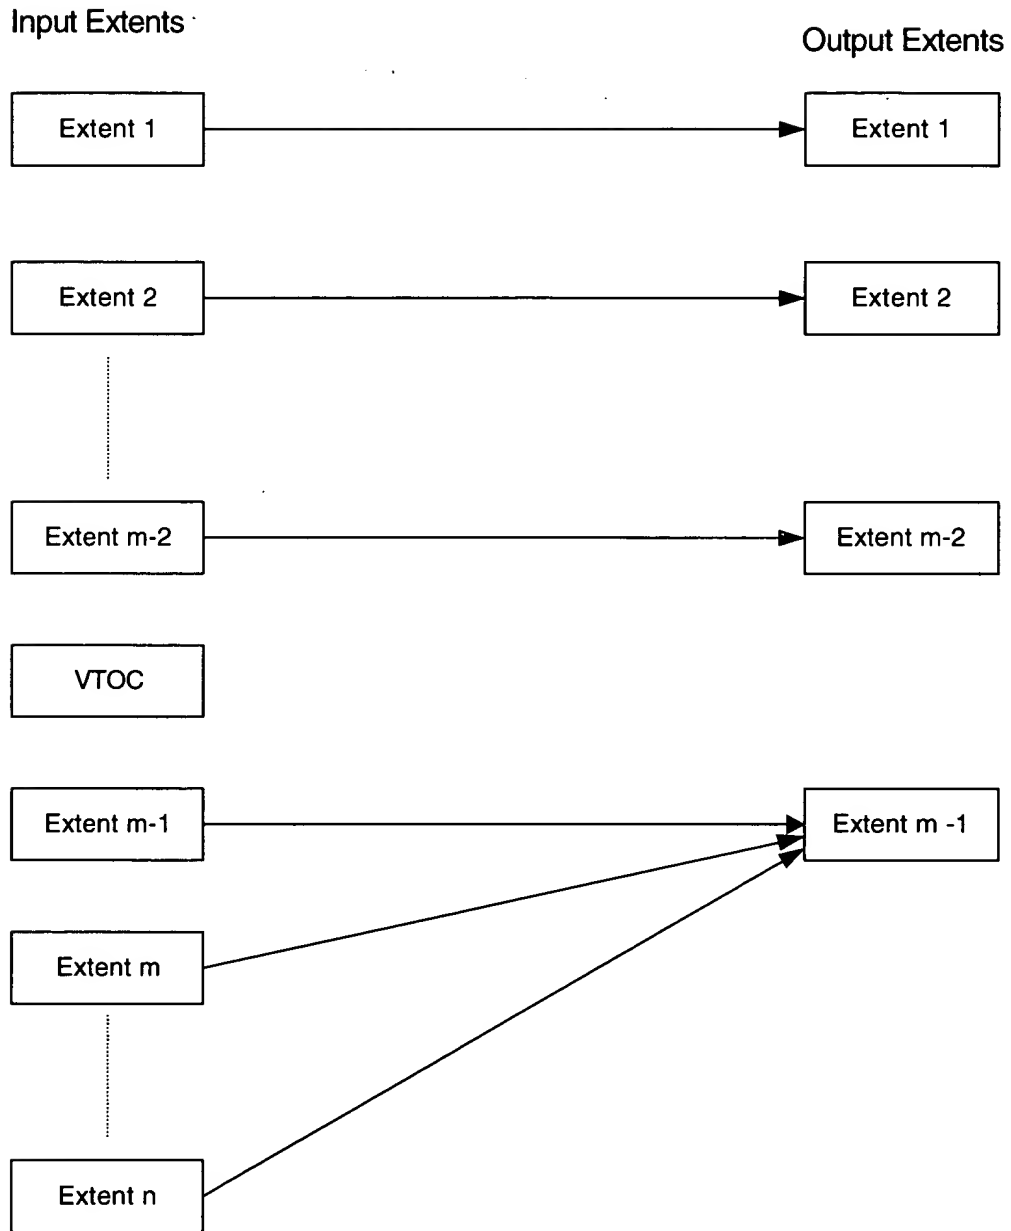 Input Extents
Output Extents
Extent 1
Extent 1
Extent 2
Extent 2
Extent m-2
Extent m-2
VTOC
Extent m-1
Extent m -1
Extent m
Extent n